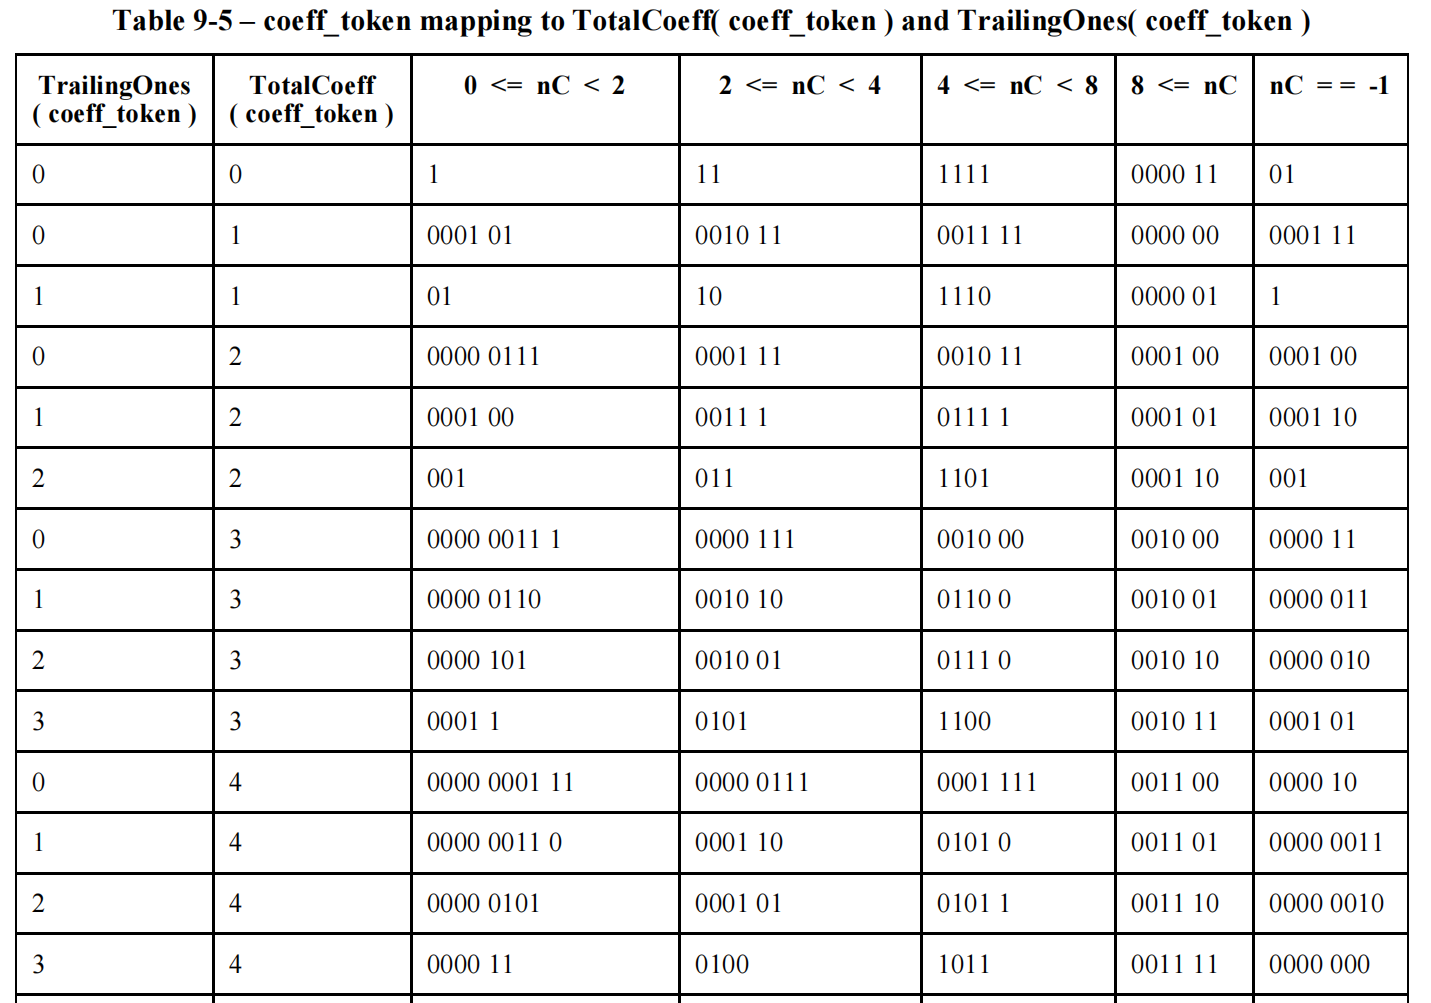 Table 9-5 – coeff_token mapping to TotalCoeff( coeff_token ) and TrailingOnes( coeff_token )
TrailingOnes ( coeff_token ) TotalCoeff ( coeff_token ) 0 <= nC < 2 2 <= nC < 4 4 <= nC < 8 8 <= nC nC == -1
0 0 1 11 1111 0000 11 01
0 1 0001 01 0010 11 0011 11 0000 00 0001 11
1 1 01 10 1110 0000 01 1
0 2 0000 0111 0001 11 0010 11 0001 00 0001 00
1 2 0001 00 0011 1 0111 1 0001 01 0001 10
2 2 001 011 1101 0001 10 001
0 3 0000 0011 1 0000 111 0010 00 0010 00 0000 11
1 3 0000 0110 0010 10 0110 0 0010 01 0000 011
2 3 0000 101 0010 01 0111 0 0010 10 0000 010
3 3 0001 1 0101 1100 0010 11 0001 01
0 4 0000 0001 11 0000 0111 0001 111 0011 00 0000 10
1 4 0000 0011 0 0001 10 0101 0 0011 01 0000 0011
2 4 0000 0101 0001 01 0101 1 0011 10 0000 0010
3 4 0000 11 0100 1011 0011 11 0000 000